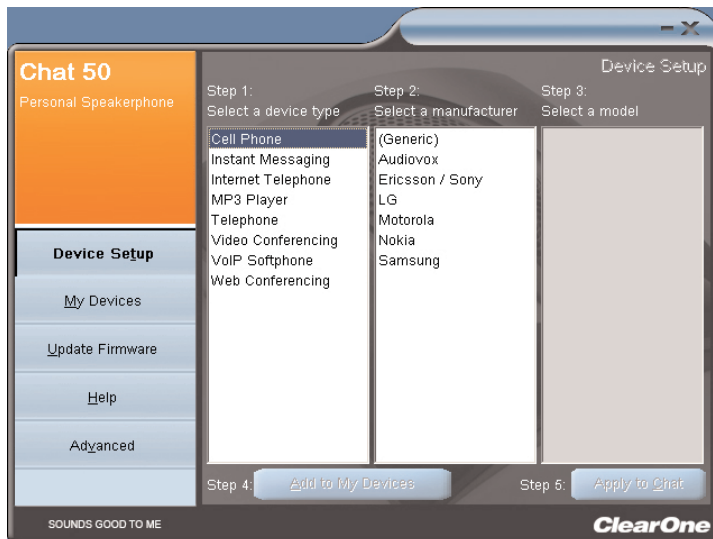 Chat 50
Personal Speakerphone
Device Setup
My Devices
Update Firmware
Help
Advanced
SOUNDS GOOD TO ME
Device Setup
Step 1:
Select a device type
Cell Phone
Instant Messaging
Internet Telephone
MP3 Player
Telephone
Video Conferencing
VoIP Softphone
Web Conferencing
Step 2:
Select a manufacturer
(Generic)
Audiovox
Ericsson / Sony
LG
Motorola
Nokia
Samsung
Step 3:
Select a model
Step 4: Add to My Devices
Step 5: Apply to Chat
ClearOne